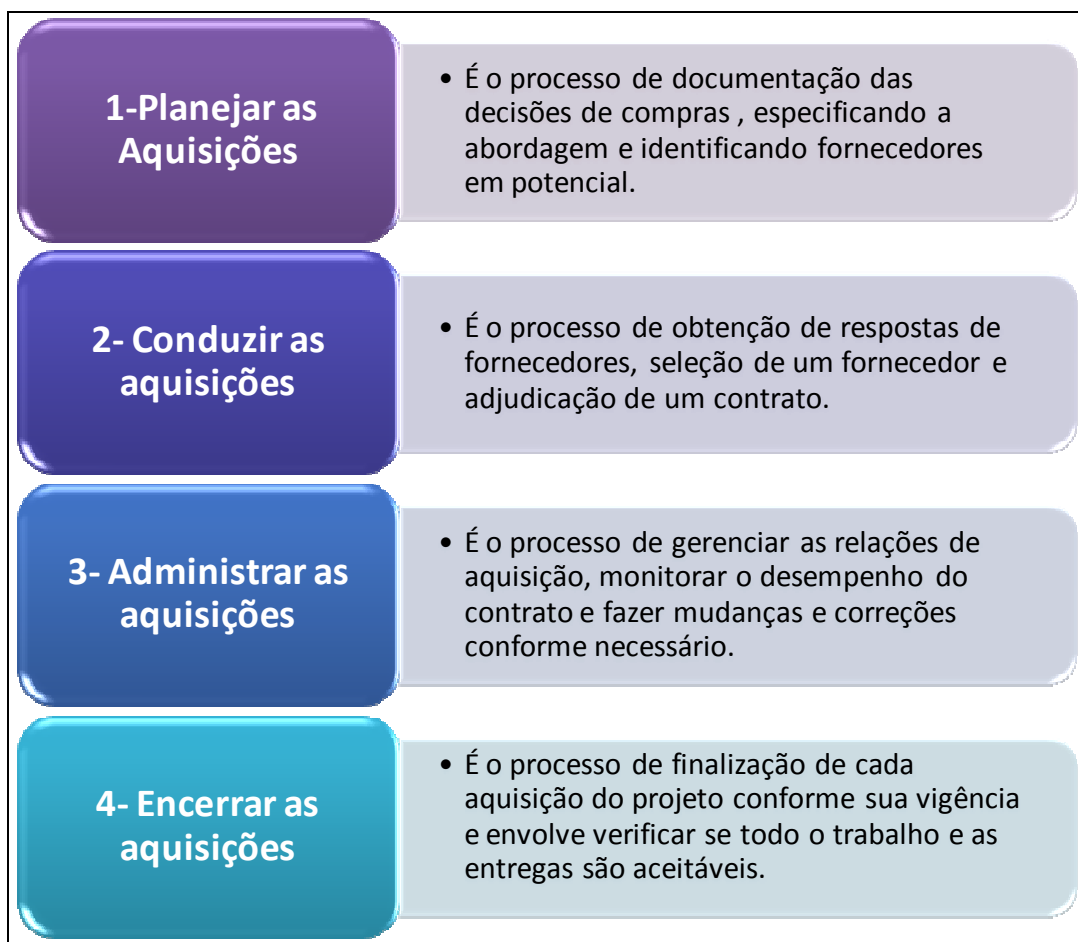 1-Planejar as
Aquisições
• É o processo de documentação das
decisões de compras , especificando a
abordagem e identificando fornecedores
em potencial.
2- Conduzir as
aquisições
• É o processo de obtenção de respostas de
fornecedores, seleção de um fornecedor e
adjudicação de um contrato.
3- Administrar as
aquisições
• É o processo de gerenciar as relações de
aquisição, monitorar o desempenho do
contrato e fazer mudanças e correções
conforme necessário.
4- Encerrar as
aquisições
• É o processo de finalização de cada
aquisição do projeto conforme sua vigência
e envolve verificar se todo o trabalho e as
entregas são aceitáveis.